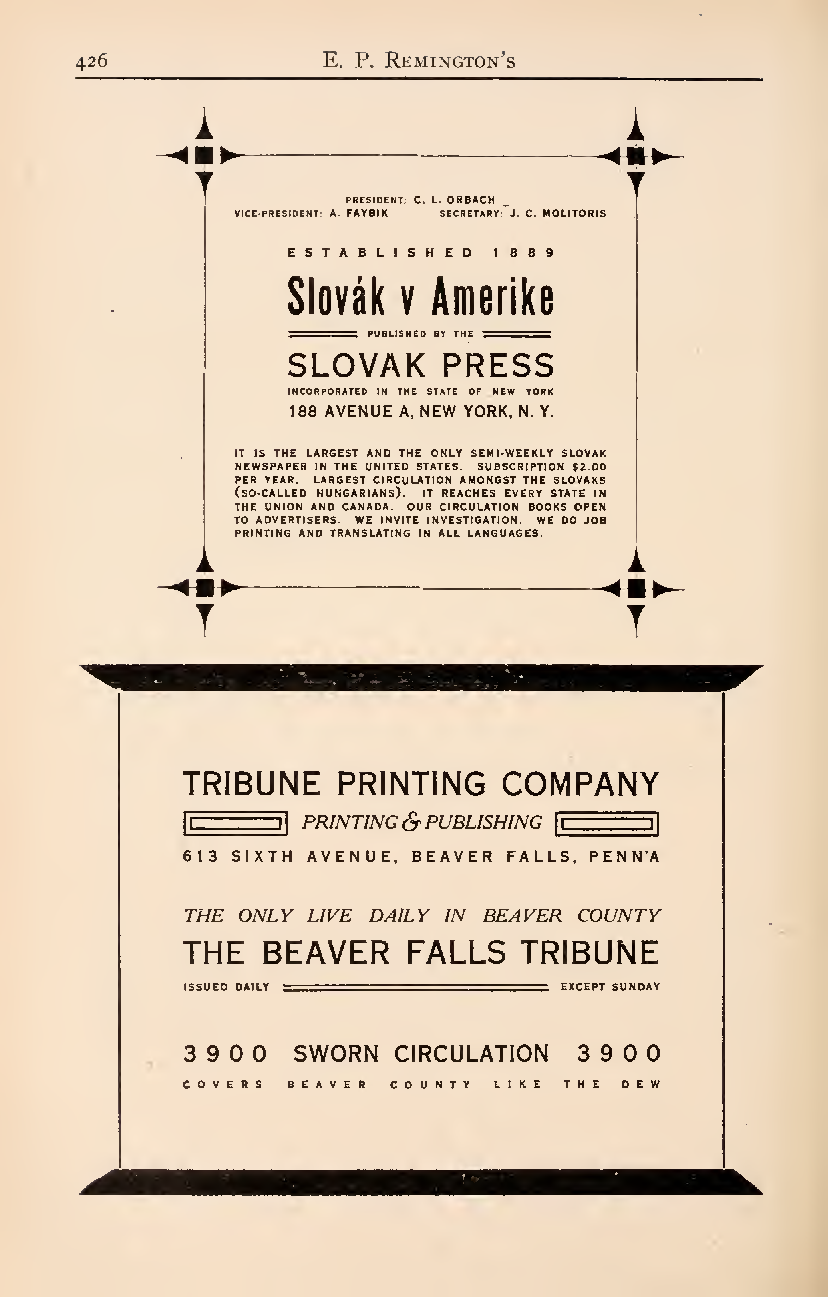 426 E. P. Remington's
PRESIDENT: C. L. ORBACH
VICE-PRESIDENT: A. FAYBIK SECRETARY: J. C. MOLITORIS
ESTABLISHED 1889
Slovák v Amerike
PUBLISHED BY THE
SLOVAK PRESS
INCORPORATED IN THE STATE OF NEW YORK
188 AVENUE A, NEW YORK, N. Y.
IT IS THE LARGEST AND THE ONLY SEMI-WEEKLY SLOVAK
NEWSPAPER IN THE UNITED STATES. SUBSCRIPTION $2.00
PER YEAR. LARGEST CIRCULATION AMONGST THE SLOVAKS
(SO-CALLED HUNGARIANS). IT REACHES EVERY STATE IN
THE UNION AND CANADA. OUR CIRCULATION BOOKS OPEN
TO ADVERTISERS. WE INVITE INVESTIGATION. WE DO JOB
PRINTING AND TRANSLATING IN ALL LANGUAGES.
TRIBUNE PRINTING COMPANY
PRINTING & PUBLISHING
613 SIXTH AVENUE, BEAVER FALLS, PENN'A
THE ONLY LIVE DAILY IN BEAVER COUNTY
THE BEAVER FALLS TRIBUNE
ISSUED DAILY EXCEPT SUNDAY
3900 SWORN CIRCULATION 3900
COVERS BEAVER COUNTY LIKE THE DEW